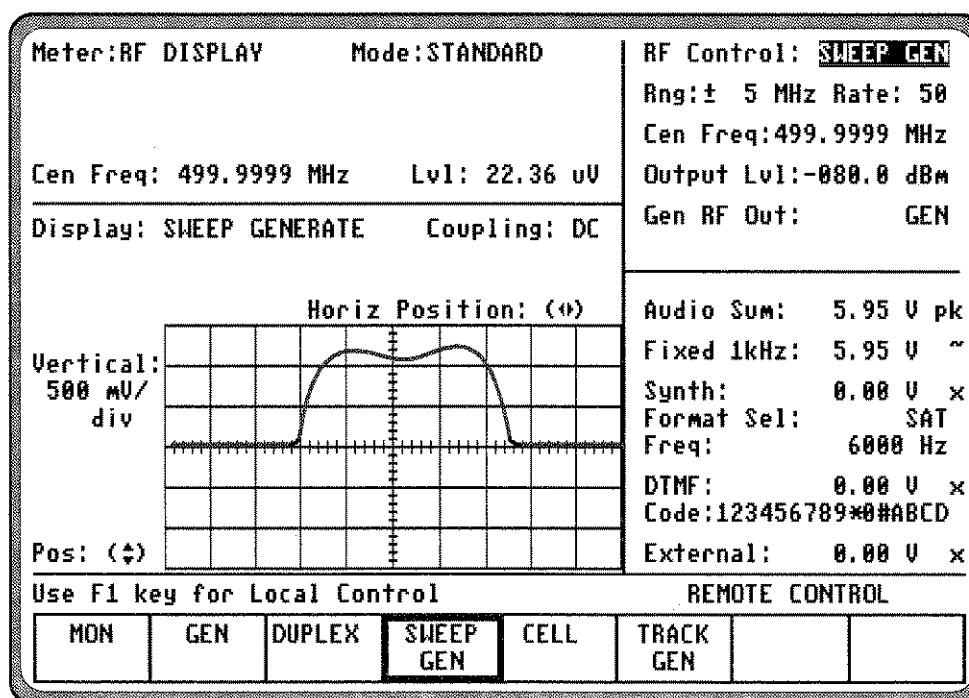 Meter:RF DISPLAY Mode:STANDARD
Cen Freq: 499.9999 MHz Lvl: 22.36 uV
Display: SWEEP GENERATE Coupling: DC
Horiz Position: (↔)
Vertical:
500 mV/
div
Pos: (↕)
RF Control: SWEEP GEN
Rng:± 5 MHz Rate: 50
Cen Freq:499.9999 MHz
Output Lvl:-080.0 dBm
Gen RF Out: GEN
Audio Sum: 5.95 V pk
Fixed 1kHz: 5.95 V ~
Synth: 0.00 V x
Format Sel: SAT
Freq: 6000 Hz
DTMF: 0.00 V x
Code:123456789*0#ABCD
External: 0.00 V x
Use F1 key for Local Control REMOTE CONTROL
MON GEN DUPLEX SWEEP GEN CELL TRACK GEN